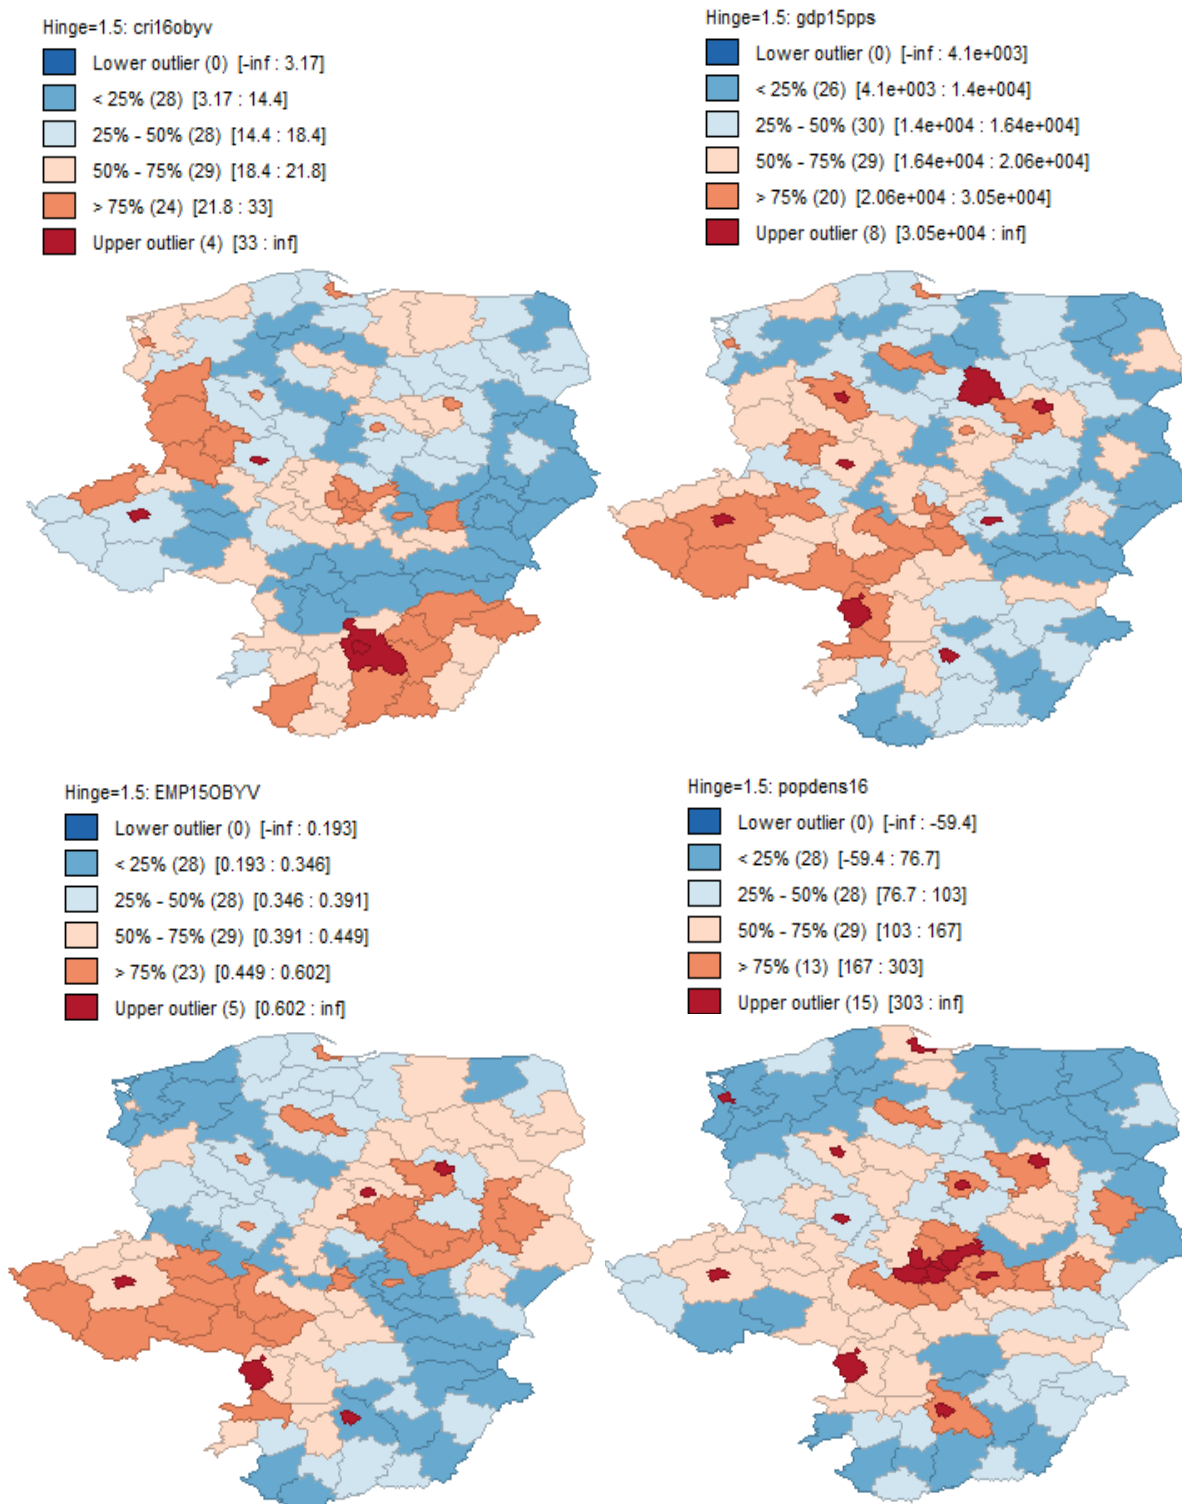 Hinge=1.5: cri16obyv
Lower outlier (0) [-inf : 3.17]
< 25% (28) [3.17 : 14.4]
25% - 50% (28) [14.4 : 18.4]
50% - 75% (29) [18.4 : 21.8]
> 75% (24) [21.8 : 33]
Upper outlier (4) [33 : inf]
Hinge=1.5: gdp15pps
Lower outlier (0) [-inf : 4.1e+003]
< 25% (26) [4.1e+003 : 1.4e+004]
25% - 50% (30) [1.4e+004 : 1.64e+004]
50% - 75% (29) [1.64e+004 : 2.06e+004]
> 75% (20) [2.06e+004 : 3.05e+004]
Upper outlier (8) [3.05e+004 : inf]
Hinge=1.5: EMP15OBYV
Lower outlier (0) [-inf : 0.193]
< 25% (28) [0.193 : 0.346]
25% - 50% (28) [0.346 : 0.391]
50% - 75% (29) [0.391 : 0.449]
> 75% (23) [0.449 : 0.602]
Upper outlier (5) [0.602 : inf]
Hinge=1.5: popdens16
Lower outlier (0) [-inf : -59.4]
< 25% (28) [-59.4 : 76.7]
25% - 50% (28) [76.7 : 103]
50% - 75% (29) [103 : 167]
> 75% (13) [167 : 303]
Upper outlier (15) [303 : inf]